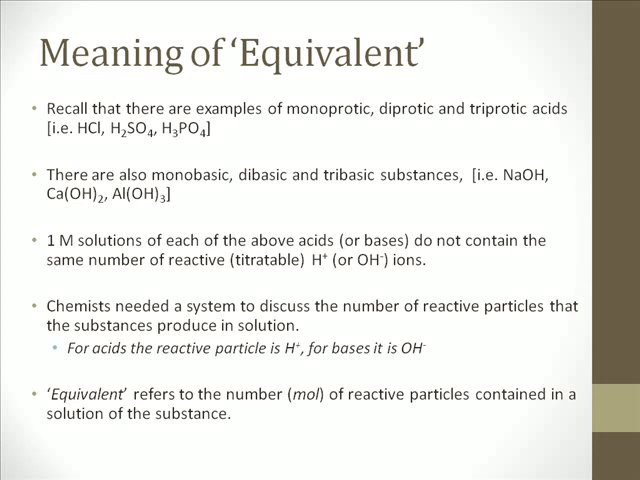 Meaning of ‘Equivalent’
• Recall that there are examples of monoprotic, diprotic and triprotic acids
[i.e. HCl, H₂SO₄, H₃PO₄]
• There are also monobasic, dibasic and tribasic substances, [i.e. NaOH,
Ca(OH)₂, Al(OH)₃]
• 1 M solutions of each of the above acids (or bases) do not contain the
same number of reactive (titratable) H⁺ (or OH⁻) ions.
• Chemists needed a system to discuss the number of reactive particles that
the substances produce in solution.
• For acids the reactive particle is H⁺, for bases it is OH⁻
• ‘Equivalent’ refers to the number (mol) of reactive particles contained in a
solution of the substance.